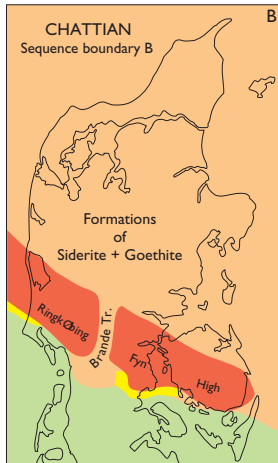 CHATTIAN
Sequence boundary B
B
Formations
of
Siderite + Goethite
Ringkøbing
Brande Tr.
Fyn
High